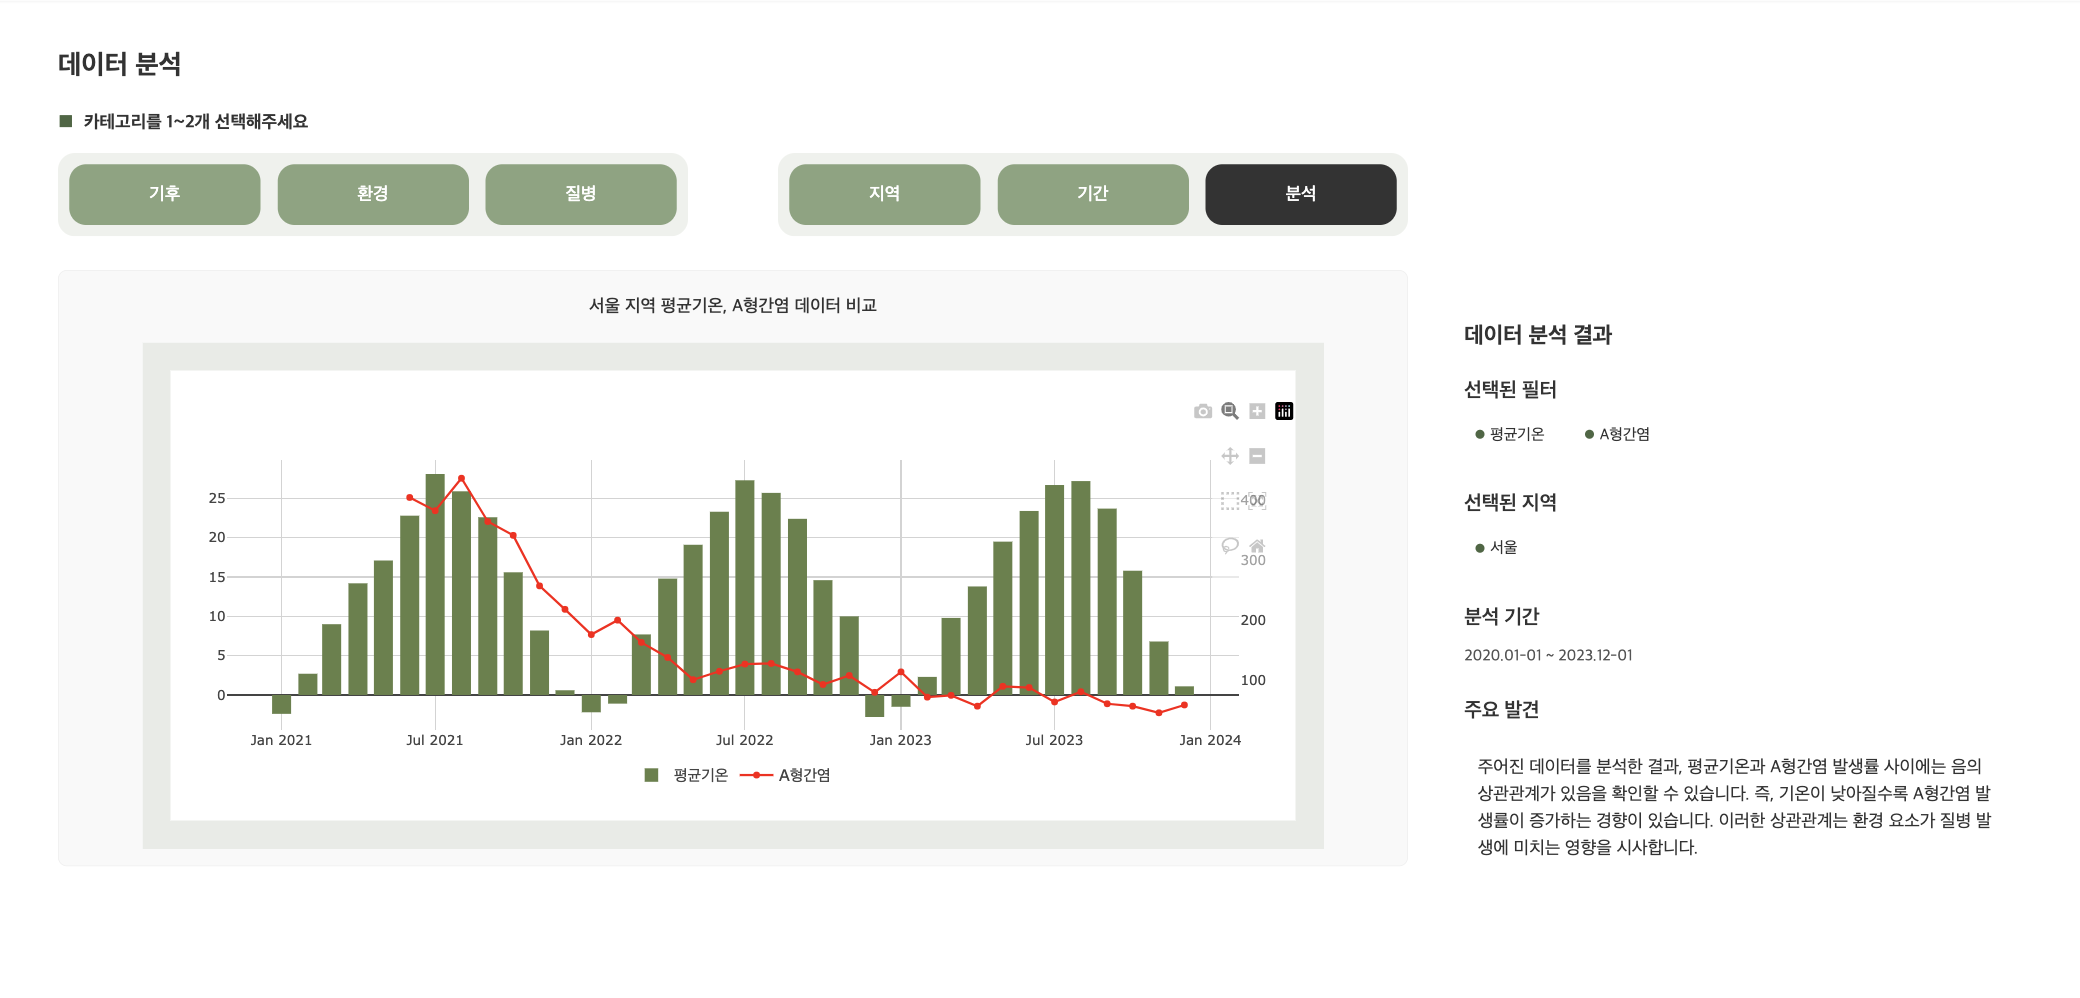 데이터 분석
카테고리를 1~2개 선택해주세요
기후
환경
질병
지역
기간
분석
서울 지역 평균기온, A형간염 데이터 비교
25
20
15
10
5
0
400
300
200
100
Jan 2021
Jul 2021
Jan 2022
Jul 2022
Jan 2023
Jul 2023
Jan 2024
평균기온
A형간염
데이터 분석 결과
선택된 필터
평균기온
A형간염
선택된 지역
서울
분석 기간
2020.01-01 ~ 2023.12-01
주요 발견
주어진 데이터를 분석한 결과, 평균기온과 A형간염 발생률 사이에는 음의
상관관계가 있음을 확인할 수 있습니다. 즉, 기온이 낮아질수록 A형간염 발
생률이 증가하는 경향이 있습니다. 이러한 상관관계는 환경 요소가 질병 발
생에 미치는 영향을 시사합니다.